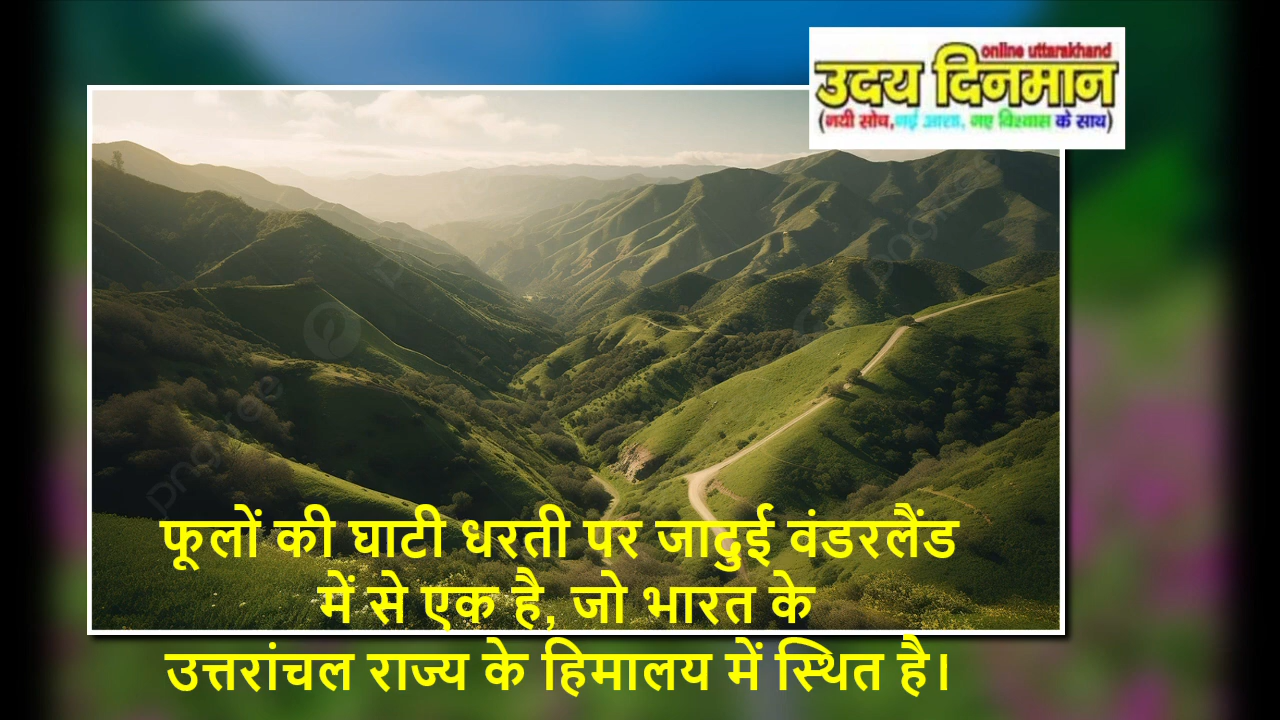 online uttarakhand
उदय दिनमान
(नयी सोच, नई आशा, नए विश्वास के साथ)
फूलों की घाटी धरती पर जादुई वंडरलैंड
में से एक है, जो भारत के
उत्तरांचल राज्य के हिमालय में स्थित है।